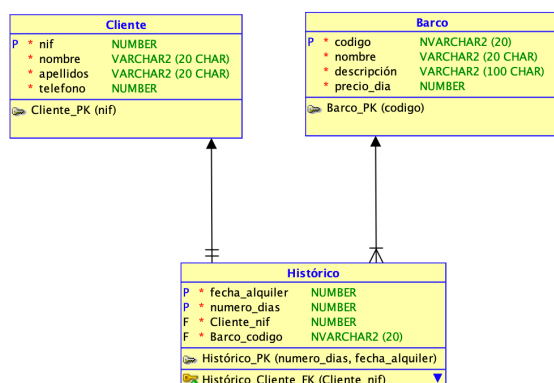 Cliente
P * nif NUMBER
* nombre VARCHAR2 (20 CHAR)
* apellidos VARCHAR2 (20 CHAR)
* telefono NUMBER
Cliente_PK (nif)
Barco
P * codigo NVARCHAR2 (20)
* nombre VARCHAR2 (20 CHAR)
* descripción VARCHAR2 (100 CHAR)
* precio_dia NUMBER
Barco_PK (codigo)
Histórico
P * fecha_alquiler NUMBER
P * numero_dias NUMBER
F * Cliente_nif NUMBER
F * Barco_codigo NVARCHAR2 (20)
Histórico_PK (numero_dias, fecha_alquiler)
Histórico_Cliente_FK (Cliente_nif)